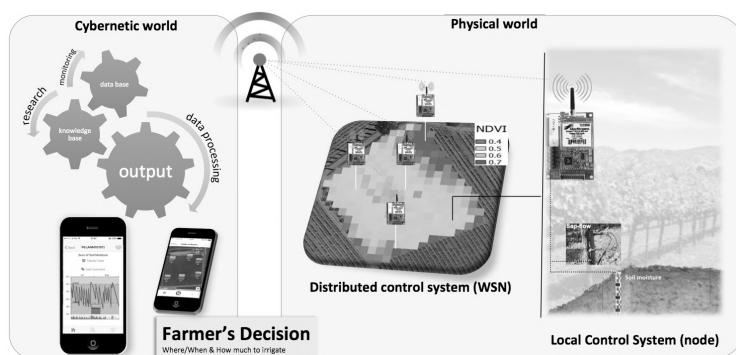 Cybernetic world
monitoring
data base
research
knowledge
base
data processing
output
Farmer's Decision
Where/When & How much to irrigate
Physical world
NDVI
0.4
0.5
0.6
0.7
Distributed control system (WSN)
Sap-flow
Soil moisture
Local Control System (node)